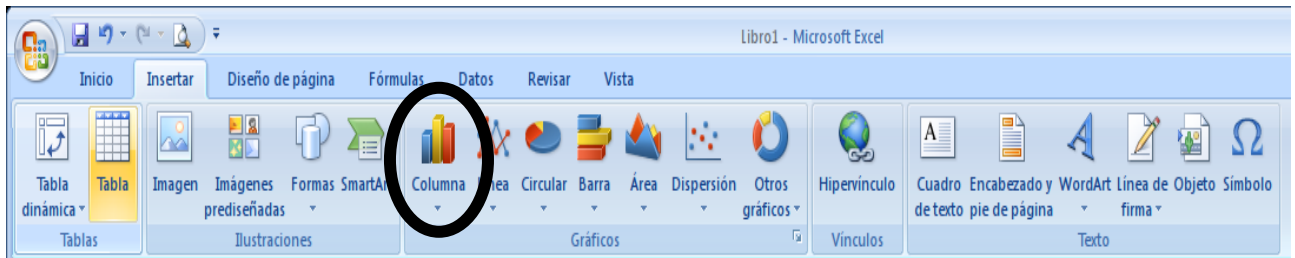 Libro1 - Microsoft Excel
Inicio Insertar Diseño de página Fórmulas Datos Revisar Vista
Tabla dinámica
Tabla
Imagen
Imágenes prediseñadas
Formas
SmartArt
Columna
Línea
Circular
Barra
Área
Dispersión
Otros gráficos
Hipervínculo
Cuadro de texto
Encabezado y pie de página
WordArt
Línea de firma
Objeto
Símbolo
Tablas Ilustraciones Gráficos Vínculos Texto